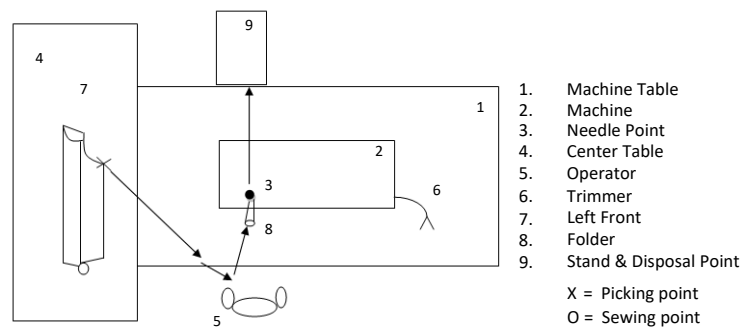 9
4
7
1
2
3
6
8
5
1. Machine Table
2. Machine
3. Needle Point
4. Center Table
5. Operator
6. Trimmer
7. Left Front
8. Folder
9. Stand & Disposal Point
X = Picking point
O = Sewing point